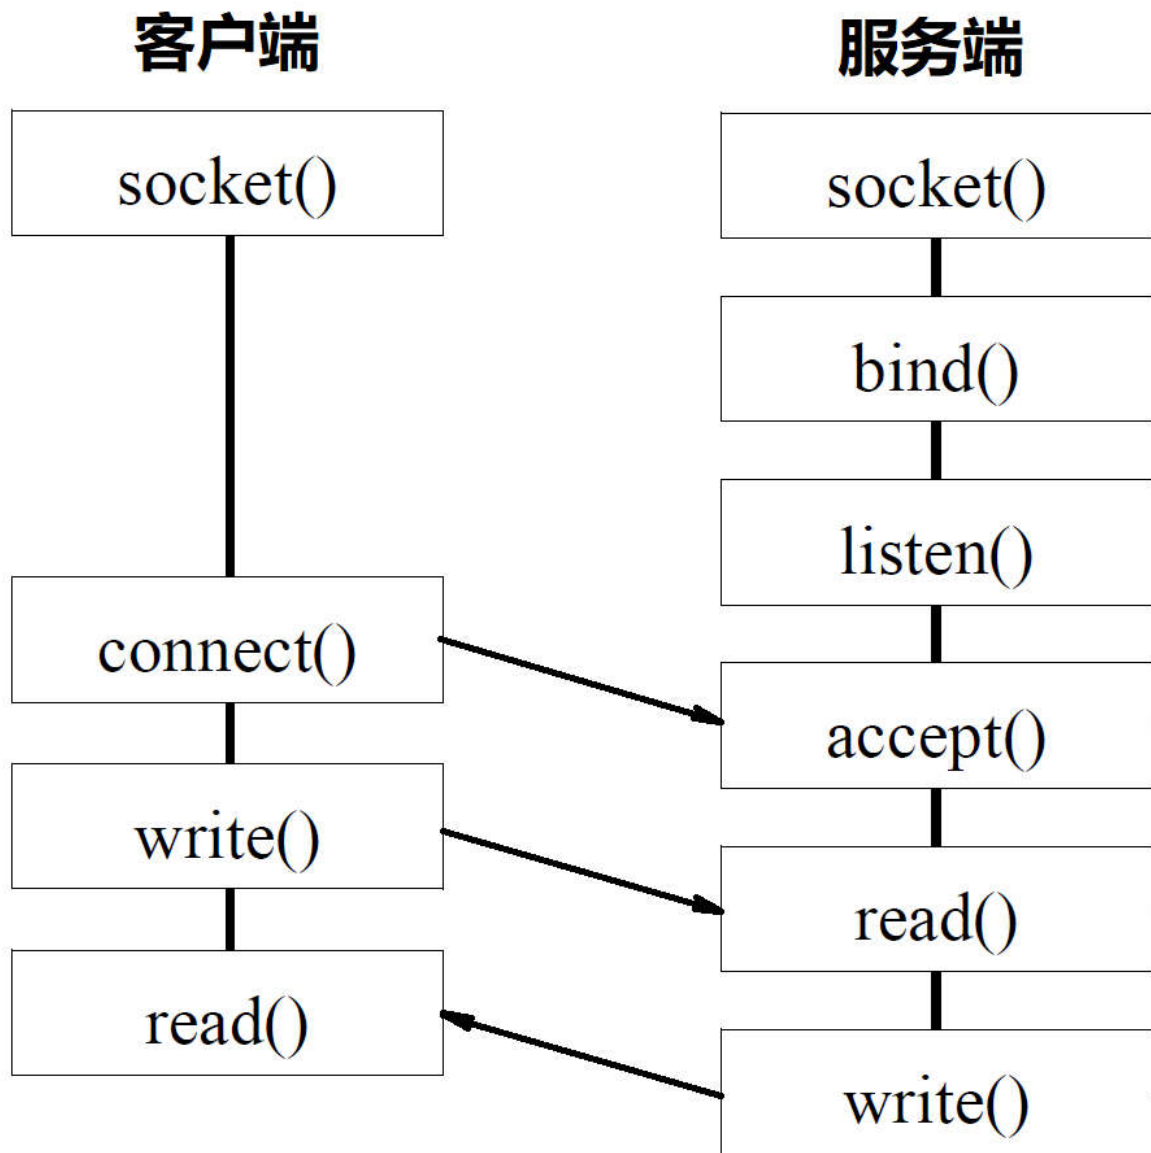 客户端
socket()
connect()
write()
read()
服务端
socket()
bind()
listen()
accept()
read()
write()